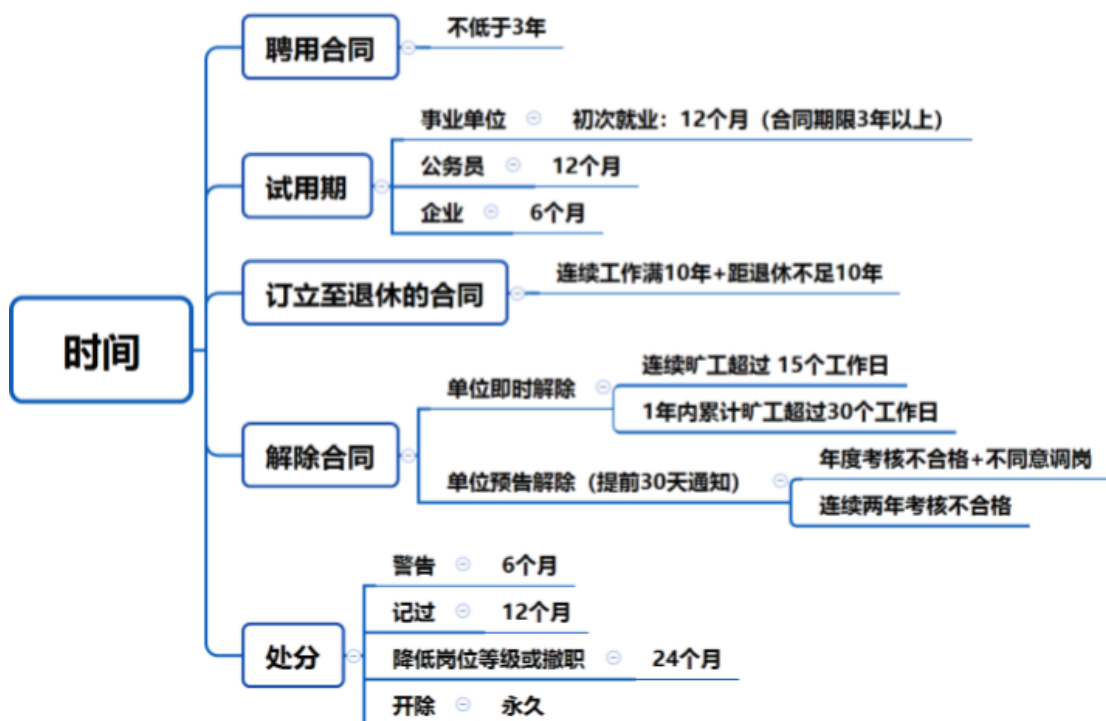 时间
聘用合同
不低于3年
试用期
事业单位
初次就业：12个月（合同期限3年以上）
公务员
12个月
企业
6个月
订立至退休的合同
连续工作满10年+距退休不足10年
解除合同
单位即时解除
连续旷工超过 15个工作日
1年内累计旷工超过30个工作日
单位预告解除（提前30天通知）
年度考核不合格+不同意调岗
连续两年考核不合格
处分
警告
6个月
记过
12个月
降低岗位等级或撤职
24个月
开除
永久